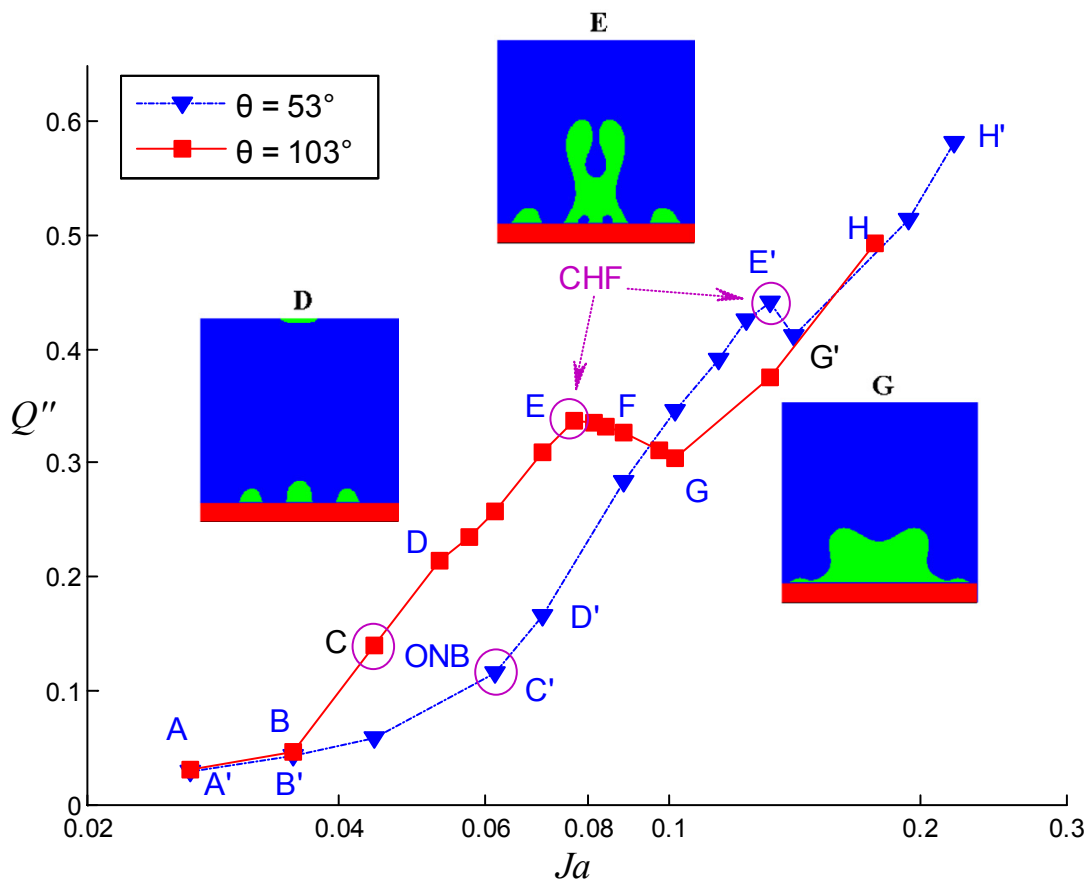 E
θ = 53°
θ = 103°
0.6
H'
0.5
H
E'
CHF
D
0.4
G'
G
E
F
Q''
0.3
G
D
0.2
D'
C
ONB
C'
0.1
A
B
A'
B'
0
0.02
0.04
0.06
0.08
0.1
0.2
0.3
Ja